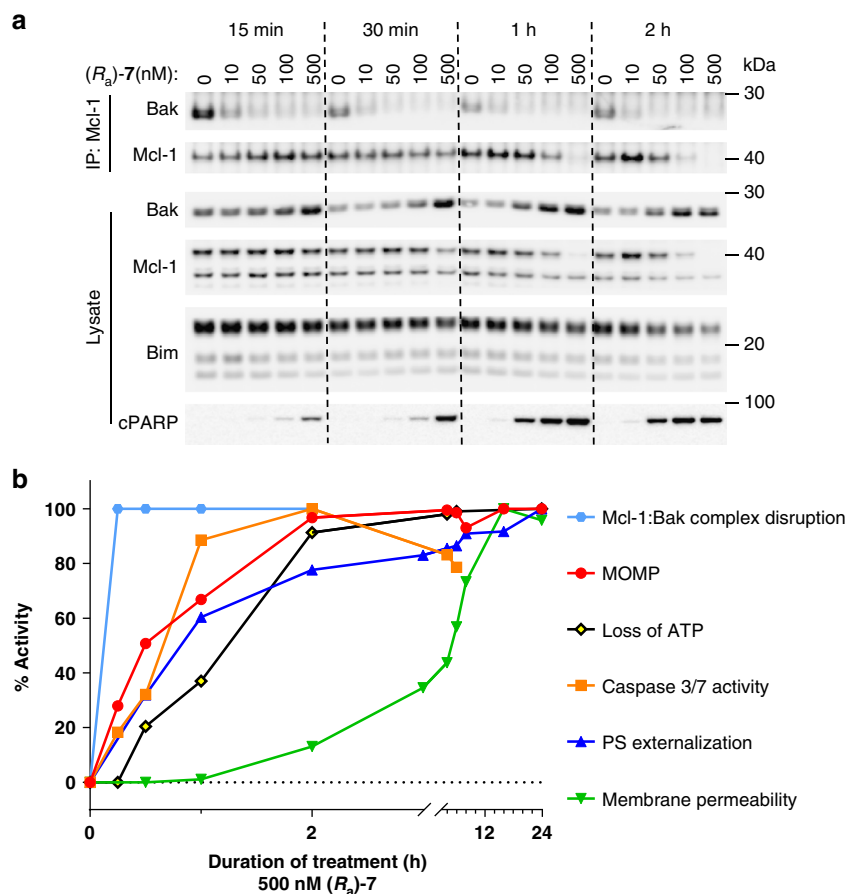 a
15 min 30 min 1 h 2 h
(Ra)-7(nM): 0 10 50 100 500 0 10 50 100 500 0 10 50 100 500 0 10 50 100 500 kDa
IP: Mcl-1
Bak
30
Mcl-1
40
Lysate
Bak
30
Mcl-1
40
Bim
20
cPARP
100
b
% Activity
100
80
60
40
20
0
0 2 12 24
Duration of treatment (h)
500 nM (Ra)-7
Mcl-1:Bak complex disruption
MOMP
Loss of ATP
Caspase 3/7 activity
PS externalization
Membrane permeability